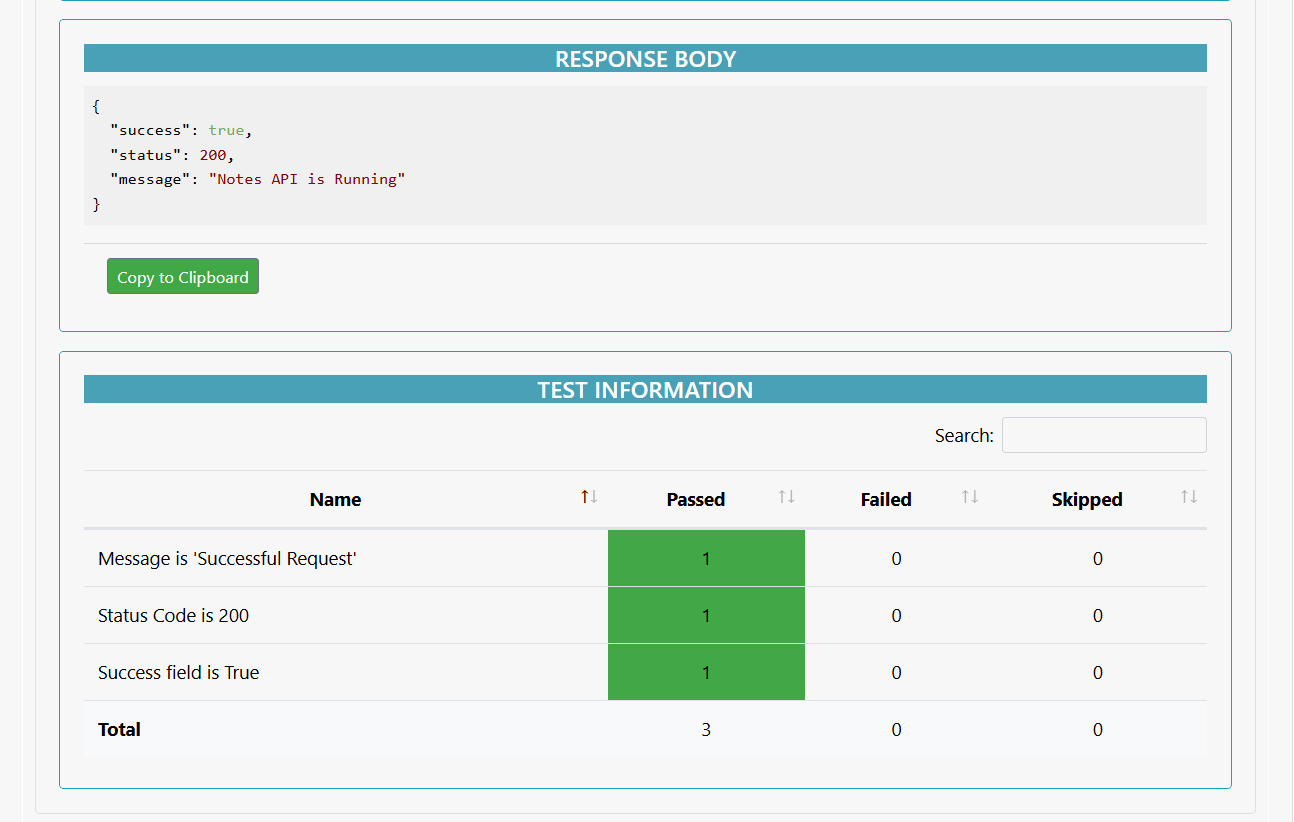 RESPONSE BODY
{
  "success": true,
  "status": 200,
  "message": "Notes API is Running"
}
Copy to Clipboard
TEST INFORMATION
Search:
Name Passed Failed Skipped
Message is 'Successful Request' 1 0 0
Status Code is 200 1 0 0
Success field is True 1 0 0
Total 3 0 0